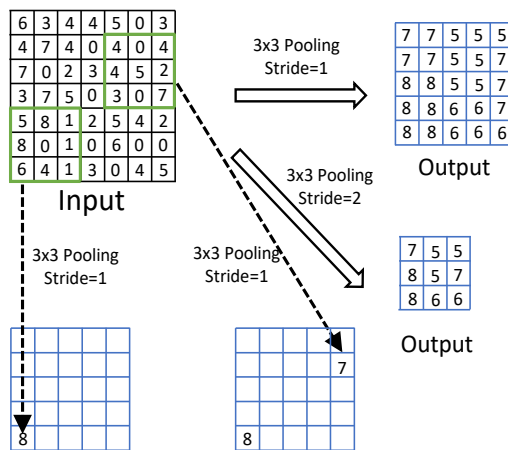 6 3 4 4 5 0 3
4 7 4 0 4 0 4
7 0 2 3 4 5 2
3 7 5 0 3 0 7
5 8 1 2 5 4 2
8 0 1 0 6 0 0
6 4 1 3 0 4 5
Input
3x3 Pooling
Stride=1
7 7 5 5 5
7 7 5 5 7
8 8 5 5 7
8 8 6 6 7
8 8 6 6 6
Output
3x3 Pooling
Stride=2
7 5 5
8 5 7
8 6 6
Output
3x3 Pooling
Stride=1
8
3x3 Pooling
Stride=1
7
8